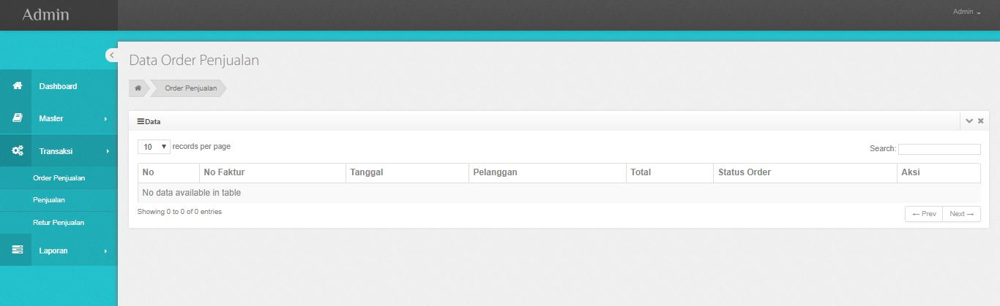 Admin
Admin
Data Order Penjualan
Order Penjualan
Dashboard
Master
Transaksi
Order Penjualan
Penjualan
Retur Penjualan
Laporan
Data
10 records per page
Search:
No No Faktur Tanggal Pelanggan Total Status Order Aksi
No data available in table
Showing 0 to 0 of 0 entries
← Prev Next →